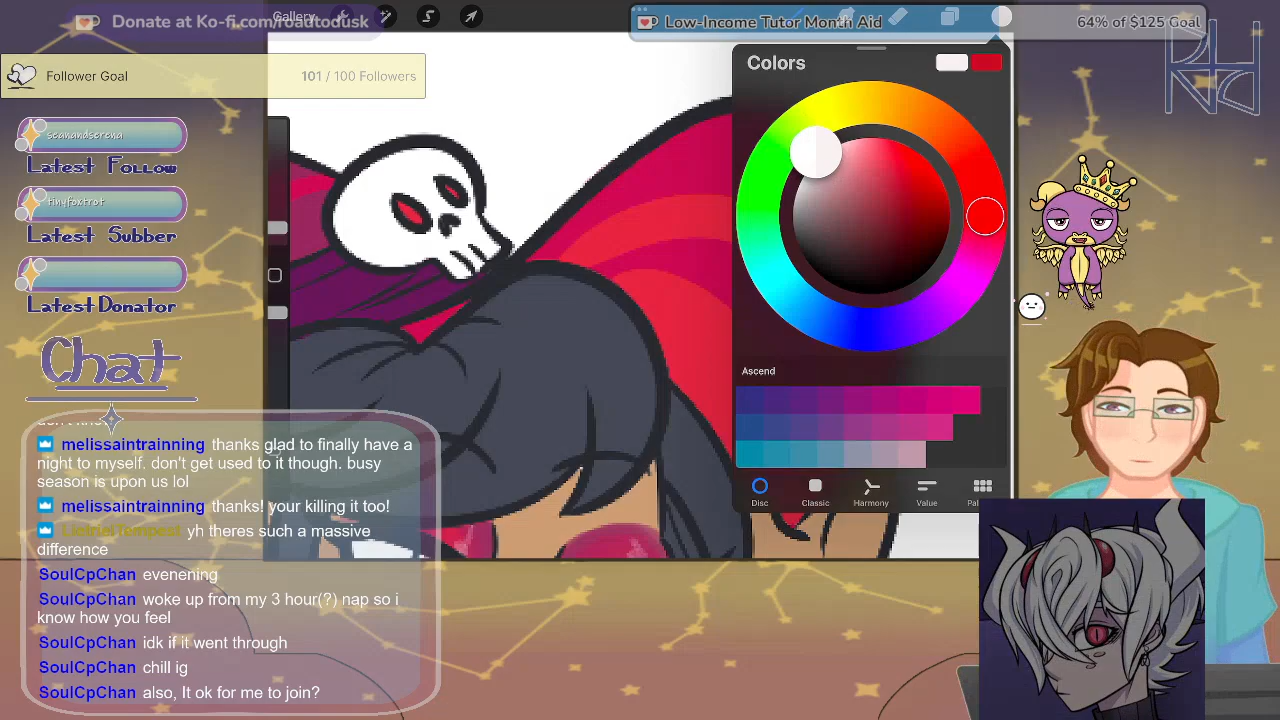 Donate at Ko-fi.com/roadtodusk
Gallery
Low-Income Tutor Month Aid
64% of $125 Goal
Follower Goal
101 / 100 Followers
Colors
seanandserena
Latest Follow
tinyfoxtrot
Latest Subber
Latest Donator
Chat
melissaintrainning thanks glad to finally have a
night to myself. don't get used to it though. busy
season is upon us lol
melissaintrainning thanks! your killing it too!
yh theres such a massive
difference
SoulCpChan evenening
SoulCpChan woke up from my 3 hour(?) nap so i
know how you feel
SoulCpChan idk if it went through
SoulCpChan chill ig
SoulCpChan also, It ok for me to join?
Ascend
Disc
Classic
Harmony
Value
Pal